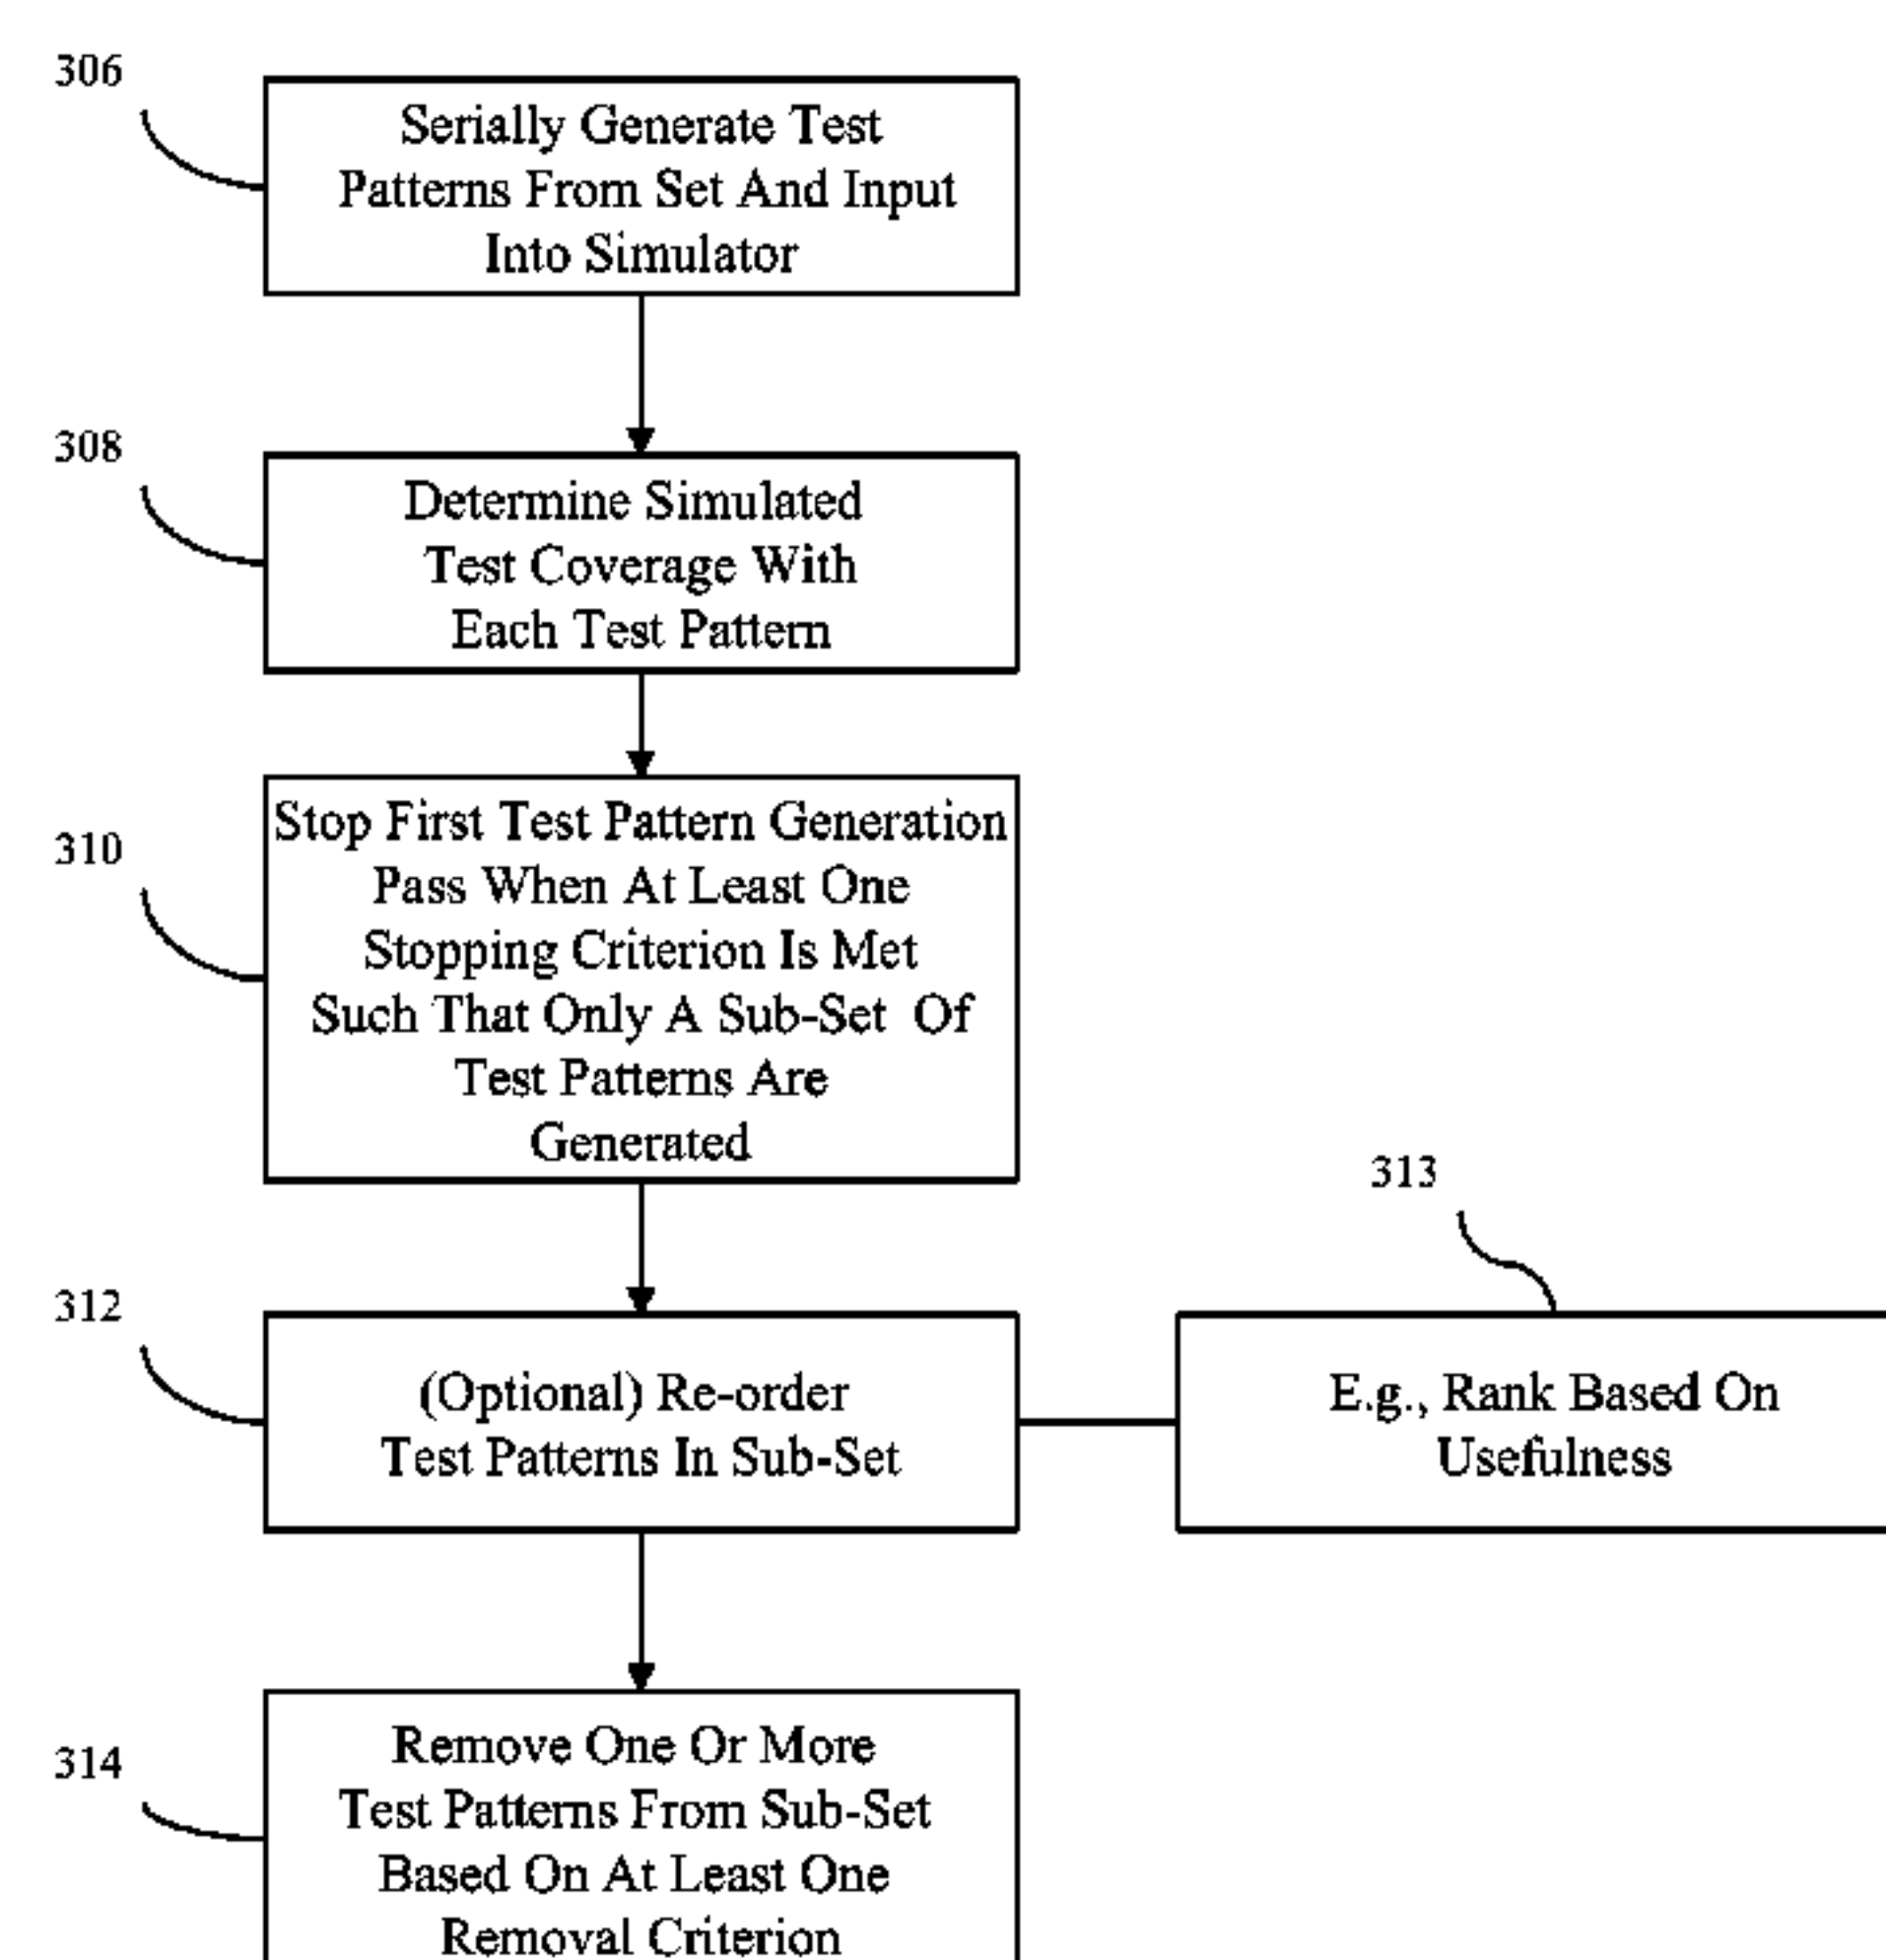 306
Serially Generate Test
Patterns From Set And Input
Into Simulator
308
Determine Simulated
Test Coverage With
Each Test Pattern
310
Stop First Test Pattern Generation
Pass When At Least One
Stopping Criterion Is Met
Such That Only A Sub-Set Of
Test Patterns Are
Generated
312
(Optional) Re-order
Test Patterns In Sub-Set
313
E.g., Rank Based On
Usefulness
314
Remove One Or More
Test Patterns From Sub-Set
Based On At Least One
Removal Criterion